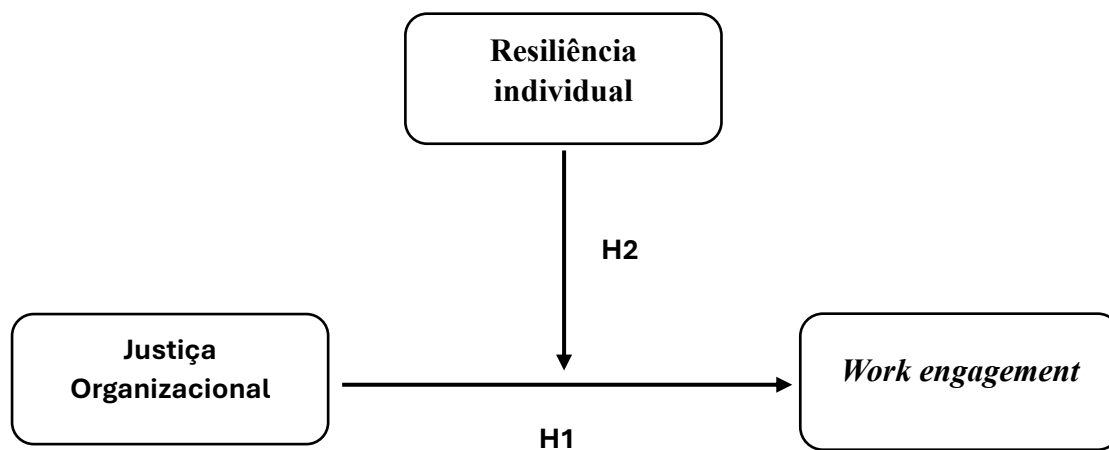 Resiliência
individual
H2
Justiça
Organizacional
Work engagement
H1